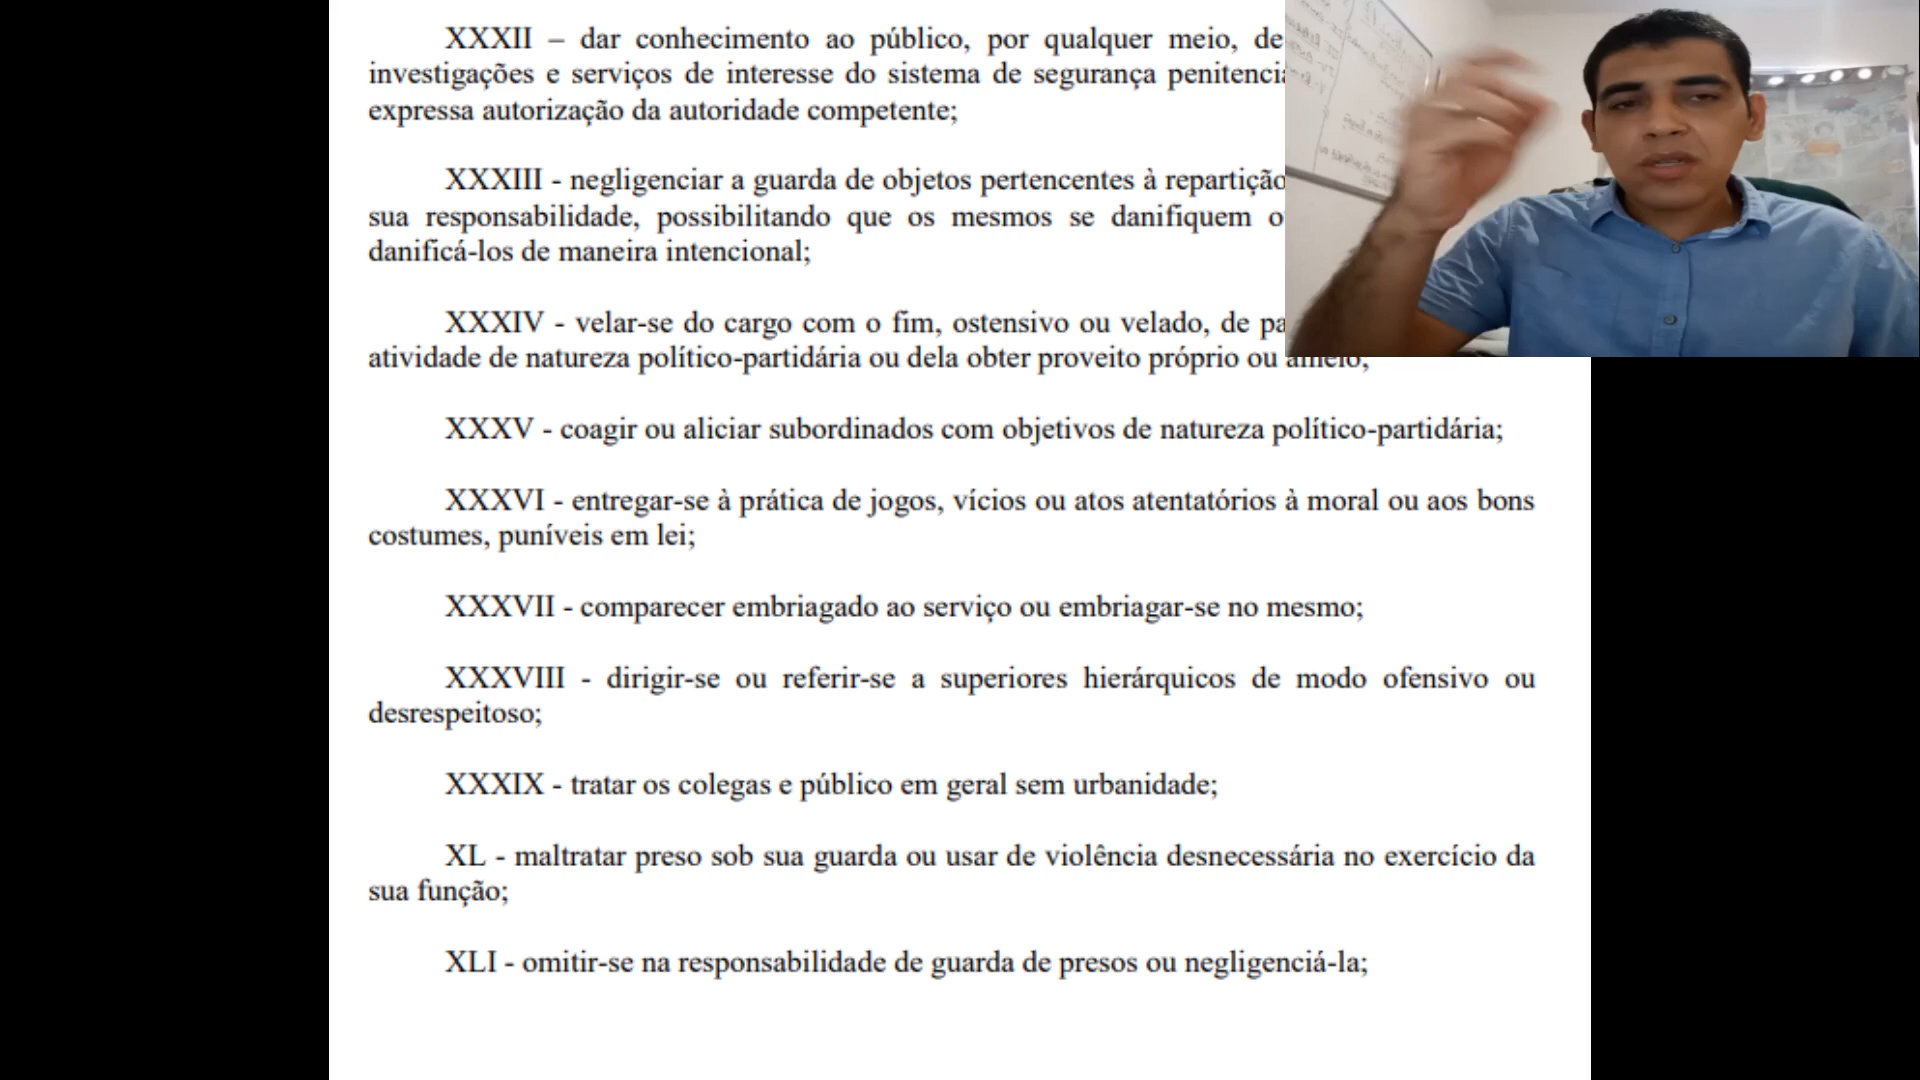 XXXII – dar conhecimento ao público, por qualquer meio, de
investigações e serviços de interesse do sistema de segurança
expressa autorização da autoridade competente;
XXXIII - negligenciar a guarda de objetos pertencentes à repartição
sua responsabilidade, possibilitando que os mesmos se danifiquem
danificá-los de maneira intencional;
XXXIV - velar-se do cargo com o fim, ostensivo ou velado, de
atividade de natureza político-partidária ou dela obter proveito próprio ou alheio;
XXXV - coagir ou aliciar subordinados com objetivos de natureza político-partidária;
XXXVI - entregar-se à prática de jogos, vícios ou atos atentatórios à moral ou aos bons
costumes, puníveis em lei;
XXXVII - comparecer embriagado ao serviço ou embriagar-se no mesmo;
XXXVIII - dirigir-se ou referir-se a superiores hierárquicos de modo ofensivo ou
desrespeitoso;
XXXIX - tratar os colegas e público em geral sem urbanidade;
XL - maltratar preso sob sua guarda ou usar de violência desnecessária no exercício da
sua função;
XLI - omitir-se na responsabilidade de guarda de presos ou negligenciá-la;